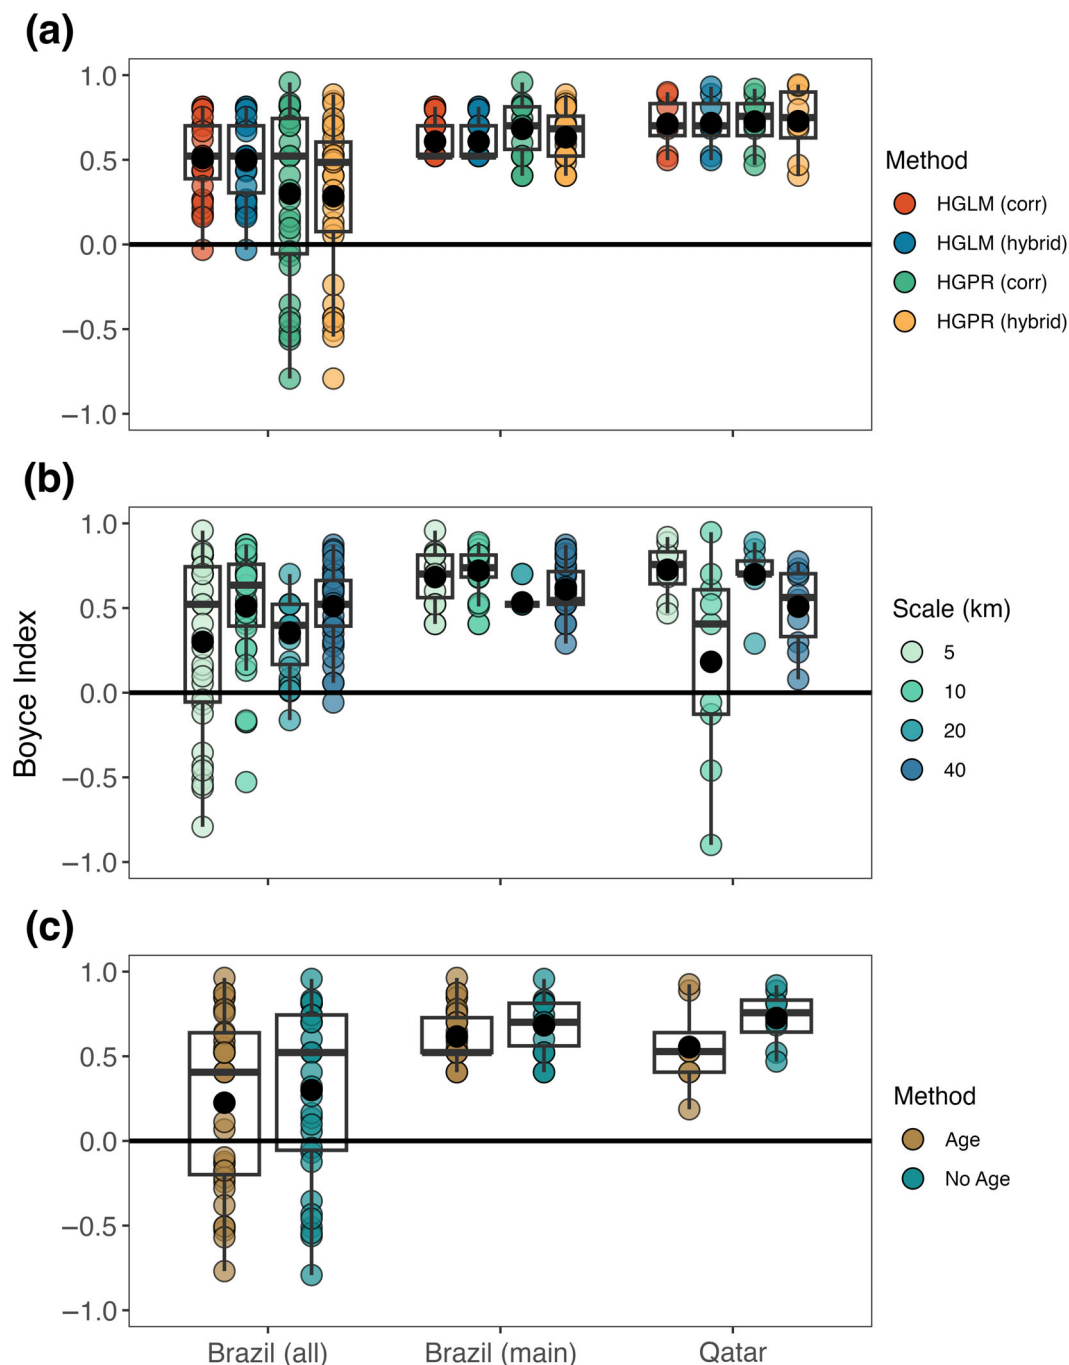 (a)
1.0
0.5
0.0
−0.5
−1.0
Method
HGLM (corr)
HGLM (hybrid)
HGPR (corr)
HGPR (hybrid)
(b)
Boyce Index
1.0
0.5
0.0
−0.5
−1.0
Scale (km)
5
10
20
40
(c)
1.0
0.5
0.0
−0.5
−1.0
Method
Age
No Age
Brazil (all)
Brazil (main)
Qatar